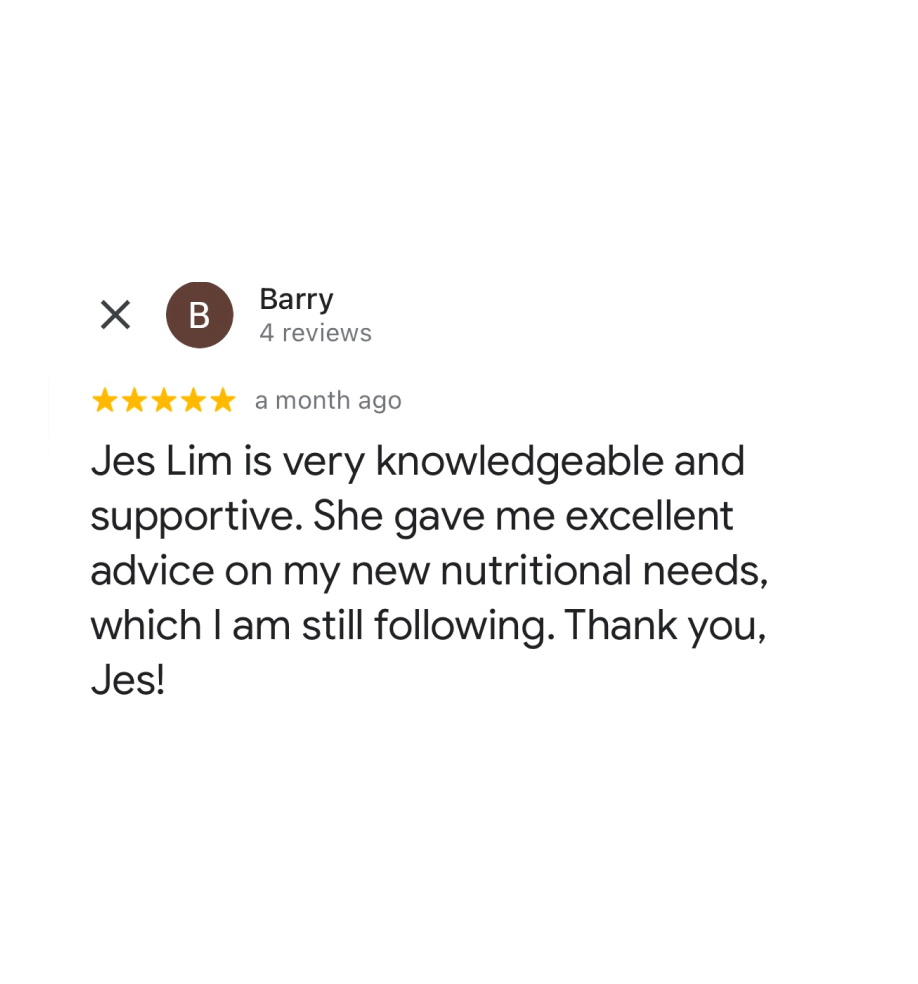 B
Barry
4 reviews
a month ago
Jes Lim is very knowledgeable and
supportive. She gave me excellent
advice on my new nutritional needs,
which I am still following. Thank you,
Jes!